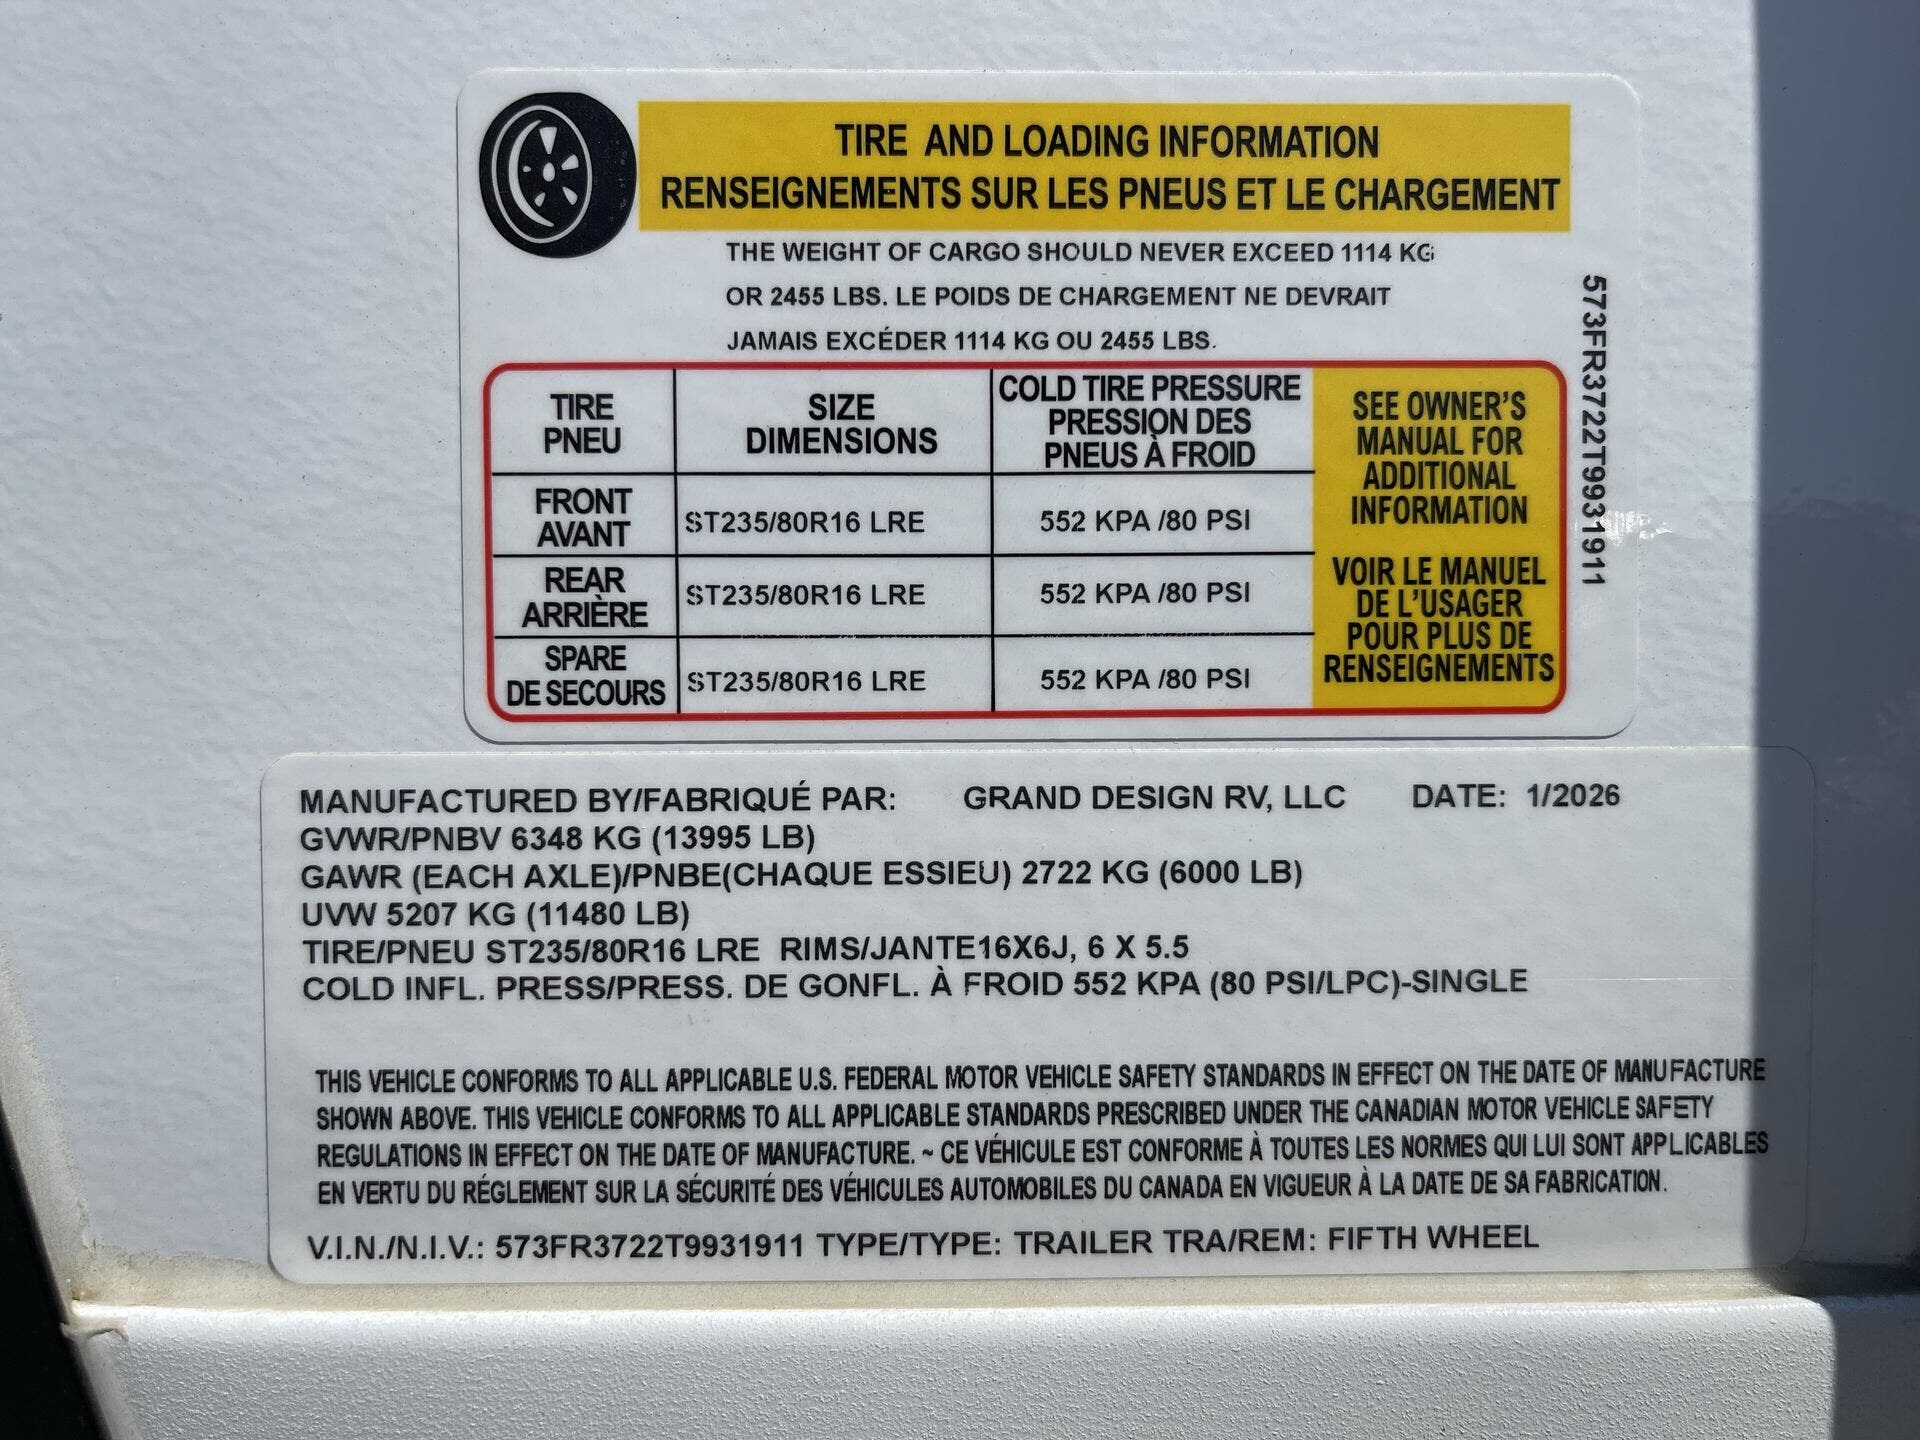 TIRE AND LOADING INFORMATION
RENSEIGNEMENTS SUR LES PNEUS ET LE CHARGEMENT
THE WEIGHT OF CARGO SHOULD NEVER EXCEED 1114 KG
OR 2455 LBS. LE POIDS DE CHARGEMENT NE DEVRAIT
JAMAIS EXCÉDER 1114 KG OU 2455 LBS.
TIRE
PNEU
SIZE
DIMENSIONS
COLD TIRE PRESSURE
PRESSION DES
PNEUS À FROID
FRONT
AVANT
ST235/80R16 LRE
552 KPA /80 PSI
REAR
ARRIÈRE
ST235/80R16 LRE
552 KPA /80 PSI
SPARE
DE SECOURS
ST235/80R16 LRE
552 KPA /80 PSI
SEE OWNER'S
MANUAL FOR
ADDITIONAL
INFORMATION
VOIR LE MANUEL
DE L'USAGER
POUR PLUS DE
RENSEIGNEMENTS
573FR3722T9931911
MANUFACTURED BY/FABRIQUÉ PAR: GRAND DESIGN RV, LLC DATE: 1/2026
GVWR/PNBV 6348 KG (13995 LB)
GAWR (EACH AXLE)/PNBE(CHAQUE ESSIEU) 2722 KG (6000 LB)
UVW 5207 KG (11480 LB)
TIRE/PNEU ST235/80R16 LRE RIMS/JANTE16X6J, 6 X 5.5
COLD INFL. PRESS/PRESS. DE GONFL. À FROID 552 KPA (80 PSI/LPC)-SINGLE
THIS VEHICLE CONFORMS TO ALL APPLICABLE U.S. FEDERAL MOTOR VEHICLE SAFETY STANDARDS IN EFFECT ON THE DATE OF MANUFACTURE
SHOWN ABOVE. THIS VEHICLE CONFORMS TO ALL APPLICABLE STANDARDS PRESCRIBED UNDER THE CANADIAN MOTOR VEHICLE SAFETY
REGULATIONS IN EFFECT ON THE DATE OF MANUFACTURE. ~ CE VÉHICULE EST CONFORME À TOUTES LES NORMES QUI LUI SONT APPLICABLES
EN VERTU DU RÉGLEMENT SUR LA SÉCURITÉ DES VÉHICULES AUTOMOBILES DU CANADA EN VIGUEUR À LA DATE DE SA FABRICATION.
V.I.N./N.I.V.: 573FR3722T9931911 TYPE/TYPE: TRAILER TRA/REM: FIFTH WHEEL